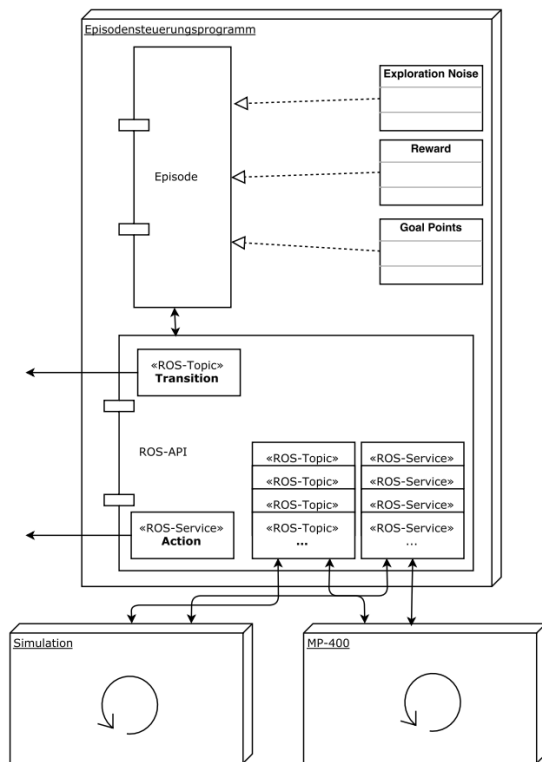 Episodensteuerungsprogramm
Exploration Noise
Reward
Episode
Goal Points
«ROS-Topic»
Transition
ROS-API
«ROS-Topic»
«ROS-Topic»
«ROS-Topic»
«ROS-Topic»
...
«ROS-Service»
«ROS-Service»
«ROS-Service»
«ROS-Service»
...
«ROS-Service»
Action
Simulation
MP-400